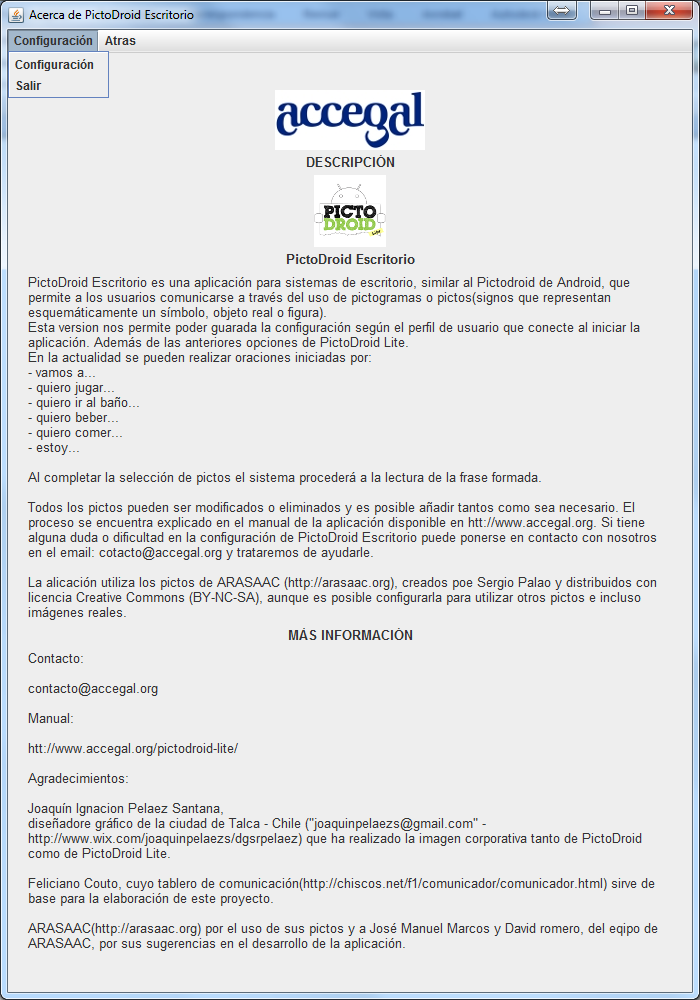 Acerca de PictoDroid Escritorio
Configuración Atras
Configuración
Salir
accegal
DESCRIPCIÓN
PICTO
DROID
Lite
PictoDroid Escritorio
PictoDroid Escritorio es una aplicación para sistemas de escritorio, similar al Pictodroid de Android, que
permite a los usuarios comunicarse a través del uso de pictogramas o pictos(signos que representan
esquemáticamente un símbolo, objeto real o figura).
Esta version nos permite poder guarada la configuración según el perfil de usuario que conecte al iniciar la
aplicación. Además de las anteriores opciones de PictoDroid Lite.
En la actualidad se pueden realizar oraciones iniciadas por:
- vamos a...
- quiero jugar...
- quiero ir al baño...
- quiero beber...
- quiero comer...
- estoy...
Al completar la selección de pictos el sistema procederá a la lectura de la frase formada.
Todos los pictos pueden ser modificados o eliminados y es posible añadir tantos como sea necesario. El
proceso se encuentra explicado en el manual de la aplicación disponible en htt://www.accegal.org. Si tiene
alguna duda o dificultad en la configuración de PictoDroid Escritorio puede ponerse en contacto con nosotros
en el email: cotacto@accegal.org y trataremos de ayudarle.
La alicación utiliza los pictos de ARASAAC (http://arasaac.org), creados poe Sergio Palao y distribuidos con
licencia Creative Commons (BY-NC-SA), aunque es posible configurarla para utilizar otros pictos e incluso
imágenes reales.
MÁS INFORMACIÓN
Contacto:
contacto@accegal.org
Manual:
htt://www.accegal.org/pictodroid-lite/
Agradecimientos:
Joaquín Ignacion Pelaez Santana,
diseñadore gráfico de la ciudad de Talca - Chile ("joaquinpelaezs@gmail.com" -
http://www.wix.com/joaquinpelaezs/dgsrpelaez) que ha realizado la imagen corporativa tanto de PictoDroid
como de PictoDroid Lite.
Feliciano Couto, cuyo tablero de comunicación(http://chiscos.net/f1/comunicador/comunicador.html) sirve de
base para la elaboración de este proyecto.
ARASAAC(http://arasaac.org) por el uso de sus pictos y a José Manuel Marcos y David romero, del eqipo de
ARASAAC, por sus sugerencias en el desarrollo de la aplicación.